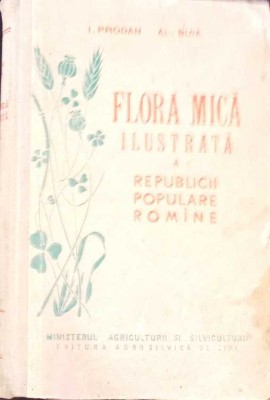 I. PRODAN AL. BUIA
FLORA MICĂ
ILUSTRATĂ
A
REPUBLICII
POPULARE
ROMÎNE
MINISTERUL AGRICULTURII ȘI SILVICULTURII
EDITURA AGRO-SILVICĂ DE STAT